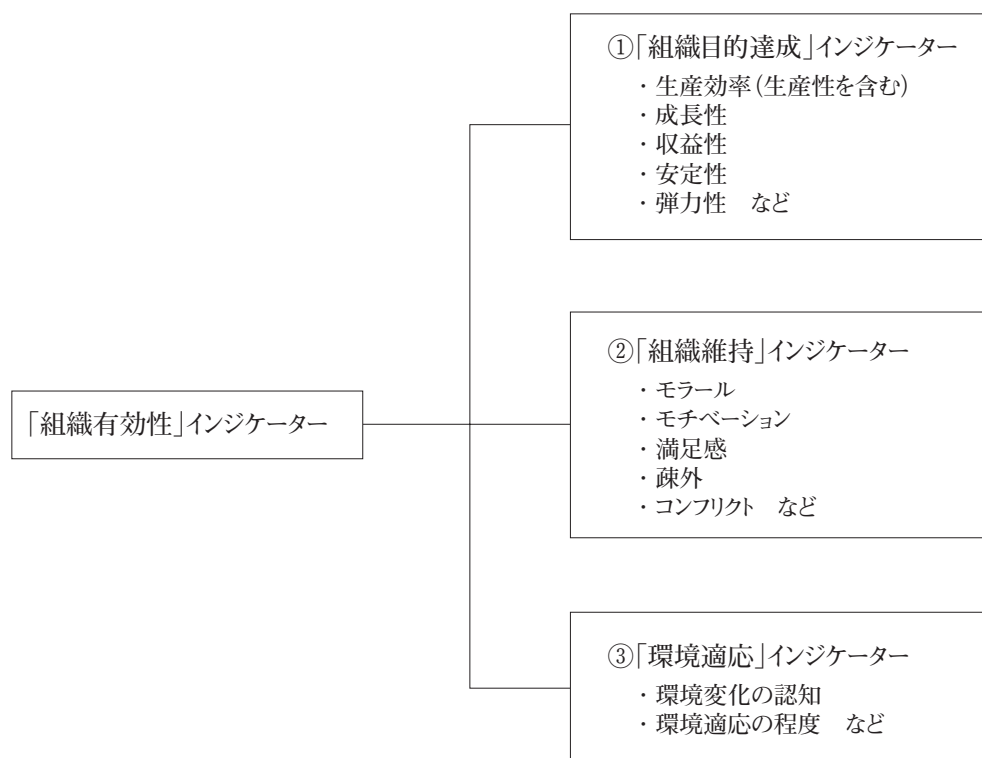 ①「組織目的達成」インジケーター
・生産効率(生産性を含む)
・成長性
・収益性
・安定性
・弾力性　など
②「組織維持」インジケーター
・モラール
・モチベーション
・満足感
・疎外
・コンフリクト　など
「組織有効性」インジケーター
③「環境適応」インジケーター
・環境変化の認知
・環境適応の程度　など